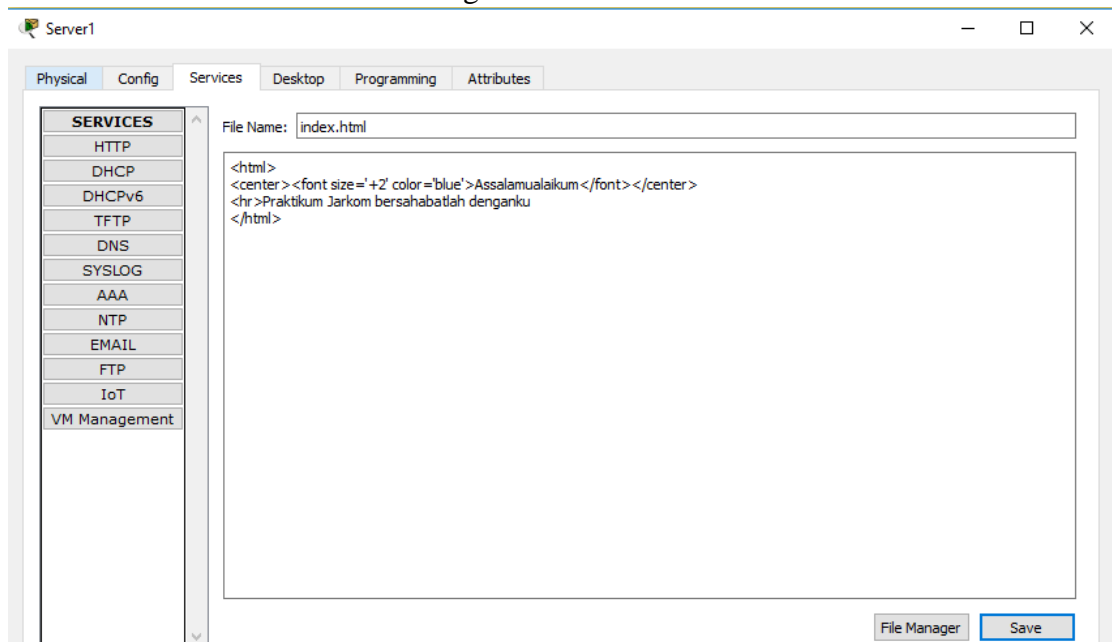 Server1
Physical Config Services Desktop Programming Attributes
SERVICES
HTTP
DHCP
DHCPv6
TFTP
DNS
SYSLOG
AAA
NTP
EMAIL
FTP
IoT
VM Management
File Name: index.html
<html>
<center><font size='+2' color='blue'>Assalamualaikum</font></center>
<hr>Praktikum Jarkom bersahabatlah denganku
</html>
File Manager Save